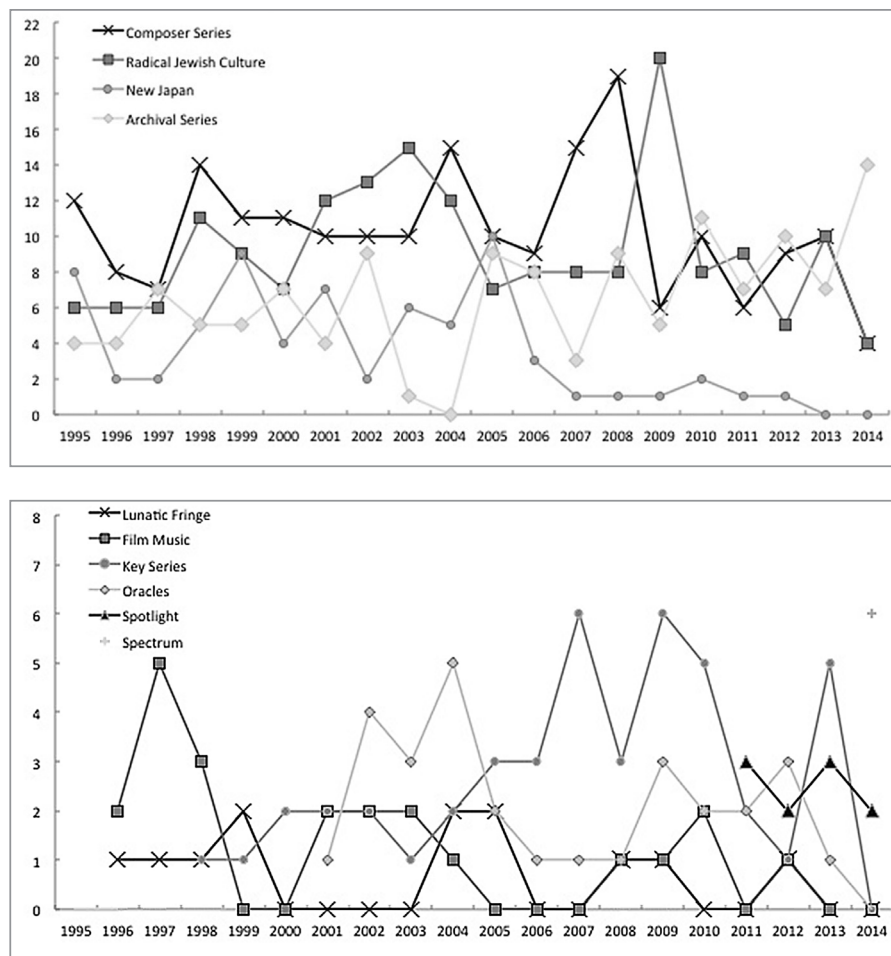 22
Composer Series
20
Radical Jewish Culture
18
New Japan
16
Archival Series
14
12
10
8
6
4
2
0
1995 1996 1997 1998 1999 2000 2001 2002 2003 2004 2005 2006 2007 2008 2009 2010 2011 2012 2013 2014
8
Lunatic Fringe
Film Music
7
Key Series
Oracles
6
Spotlight
Spectrum
5
4
3
2
1
0
1995 1996 1997 1998 1999 2000 2001 2002 2003 2004 2005 2006 2007 2008 2009 2010 2011 2012 2013 2014